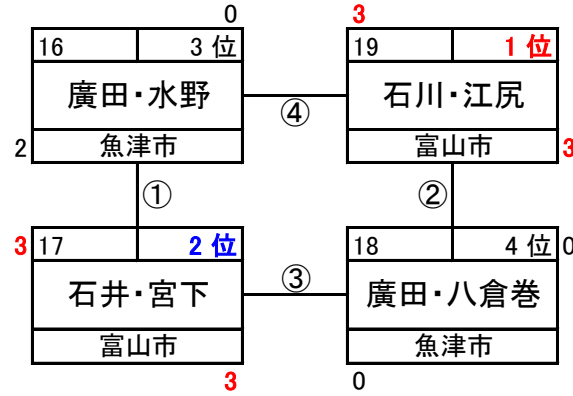 0 3
16 3 位 19 1 位
廣田・水野 石川・江尻
④
2 魚津市 富山市 3
① ②
3 17 2 位 18 4 位 0
石井・宮下 ③ 廣田・八倉巻
富山市 魚津市
3 0